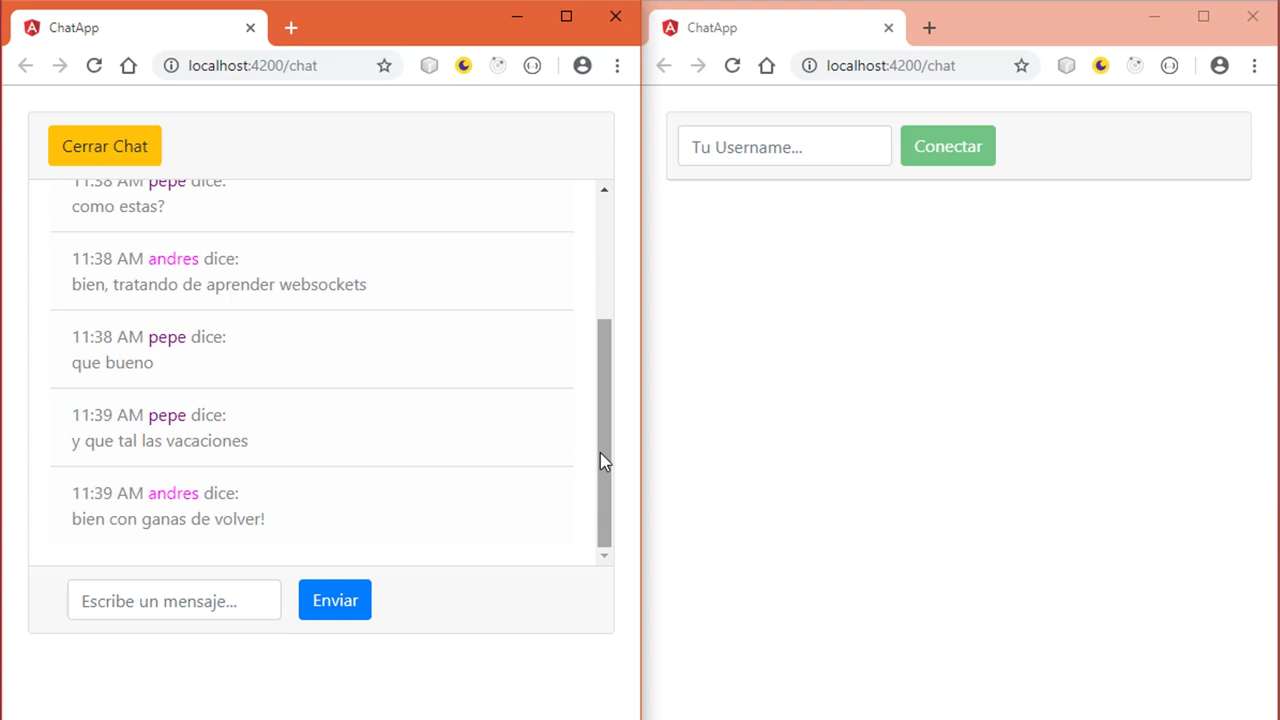 ChatApp
localhost:4200/chat
Cerrar Chat
11:38 AM pepe dice:
como estas?
11:38 AM andres dice:
bien, tratando de aprender websockets
11:38 AM pepe dice:
que bueno
11:39 AM pepe dice:
y que tal las vacaciones
11:39 AM andres dice:
bien con ganas de volver!
Escribe un mensaje...
Enviar
ChatApp
localhost:4200/chat
Tu Username...
Conectar